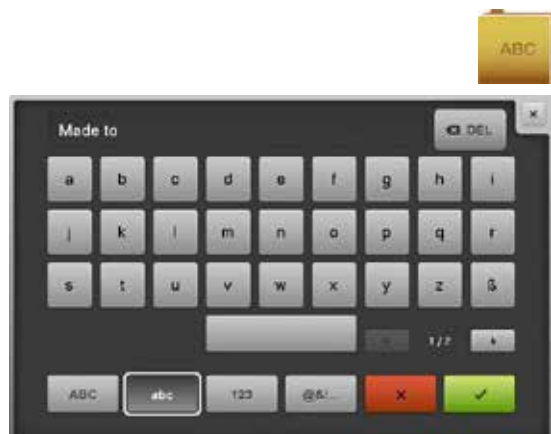 ABC
Made to
DEL
a b c d e f g h i
j k l m n o p q r
s t u v w x y z ß
1/2
ABC abc 123 @&!...